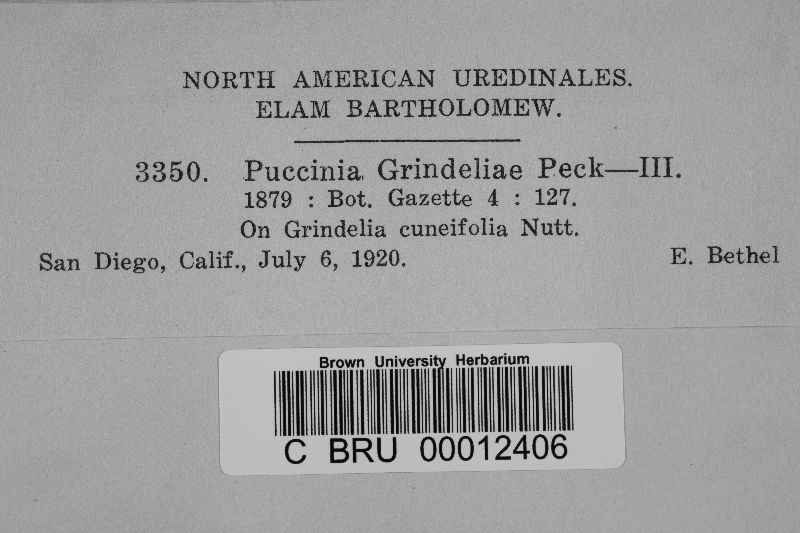 NORTH AMERICAN UREDINALES.
ELAM BARTHOLOMEW.
3350. Puccinia Grindeliae Peck—III.
1879 : Bot. Gazette 4 : 127.
On Grindelia cuneifolia Nutt.
San Diego, Calif., July 6, 1920. E. Bethel
Brown University Herbarium
C BRU 00012406